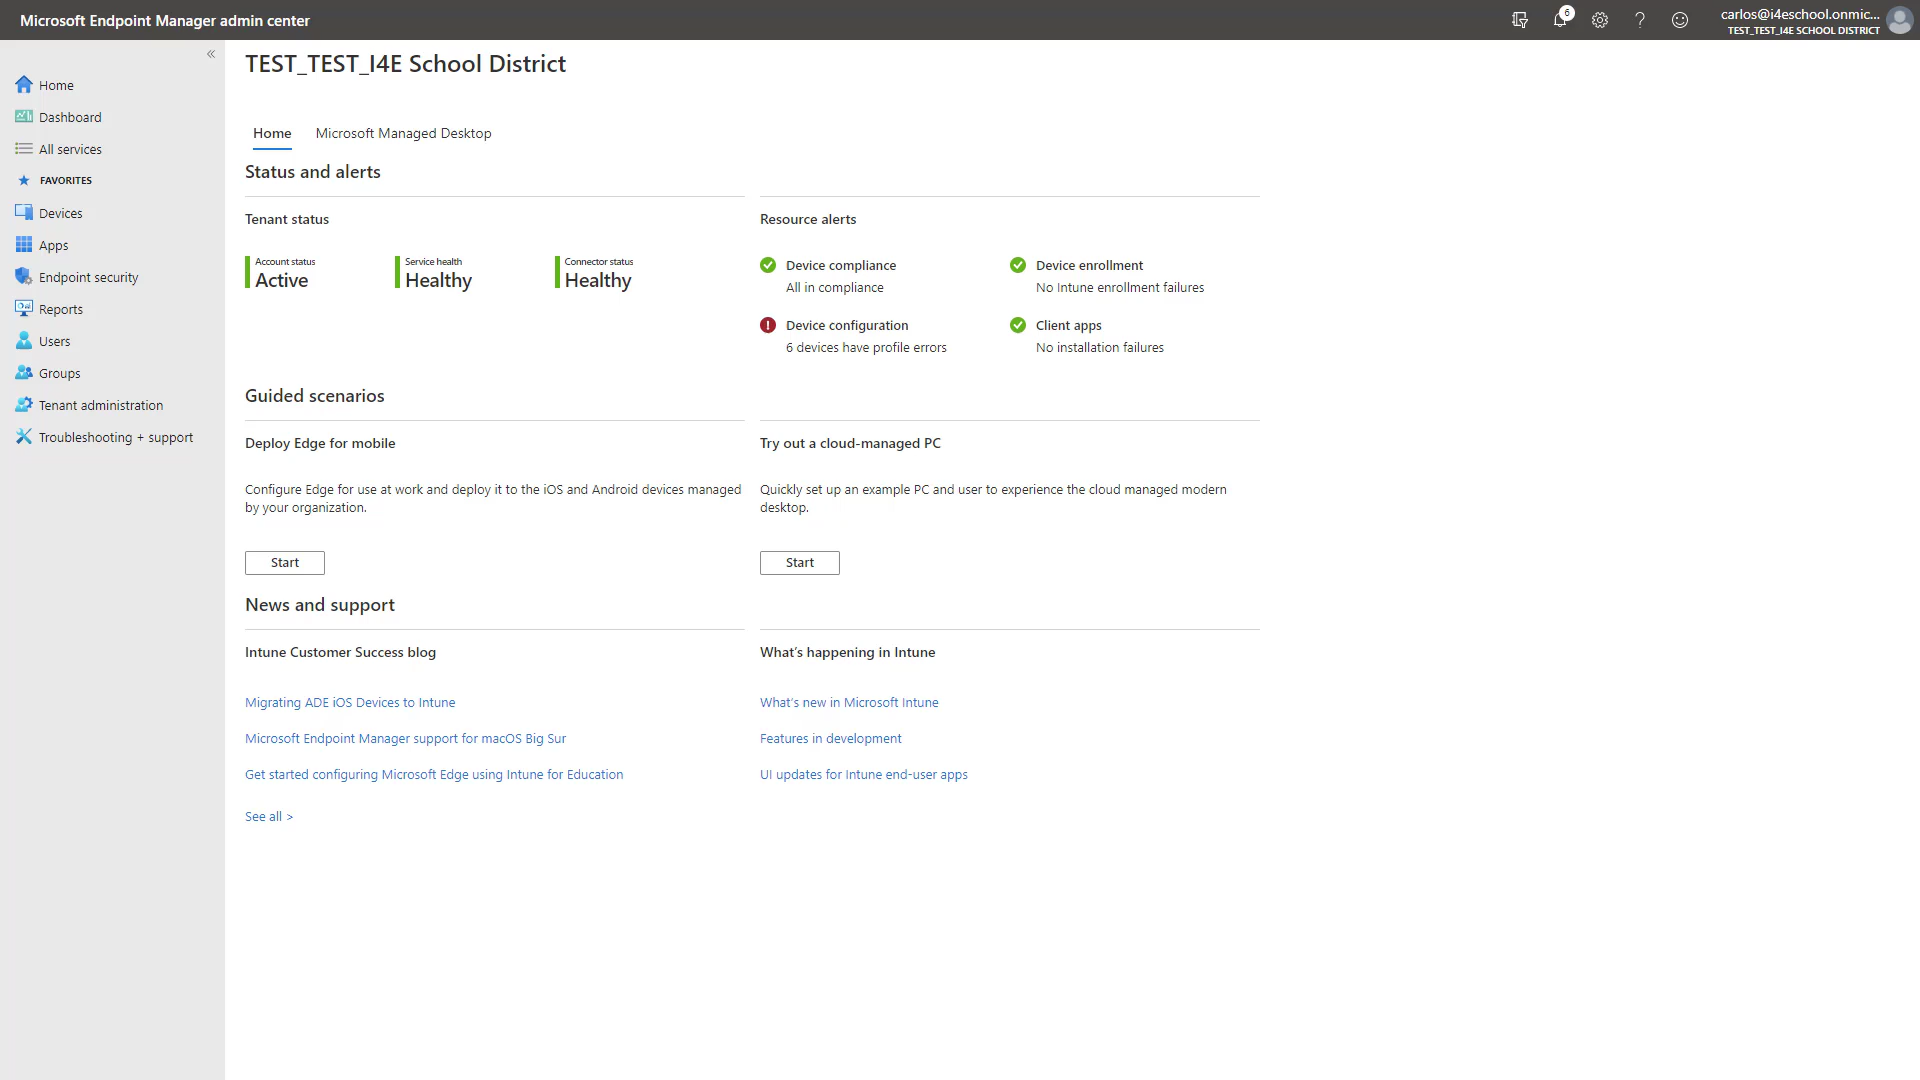 Microsoft Endpoint Manager admin center
6
carlos@i4eschool.onmic...
TEST_TEST_I4E SCHOOL DISTRICT
«
Home
Dashboard
All services
FAVORITES
Devices
Apps
Endpoint security
Reports
Users
Groups
Tenant administration
Troubleshooting + support
TEST_TEST_I4E School District
Home
Microsoft Managed Desktop
Status and alerts
Tenant status
Account status
Active
Service health
Healthy
Connector status
Healthy
Resource alerts
Device compliance
All in compliance
Device enrollment
No Intune enrollment failures
Device configuration
6 devices have profile errors
Client apps
No installation failures
Guided scenarios
Deploy Edge for mobile
Configure Edge for use at work and deploy it to the iOS and Android devices managed
by your organization.
Start
Try out a cloud-managed PC
Quickly set up an example PC and user to experience the cloud managed modern
desktop.
Start
News and support
Intune Customer Success blog
Migrating ADE iOS Devices to Intune
Microsoft Endpoint Manager support for macOS Big Sur
Get started configuring Microsoft Edge using Intune for Education
See all >
What's happening in Intune
What's new in Microsoft Intune
Features in development
UI updates for Intune end-user apps